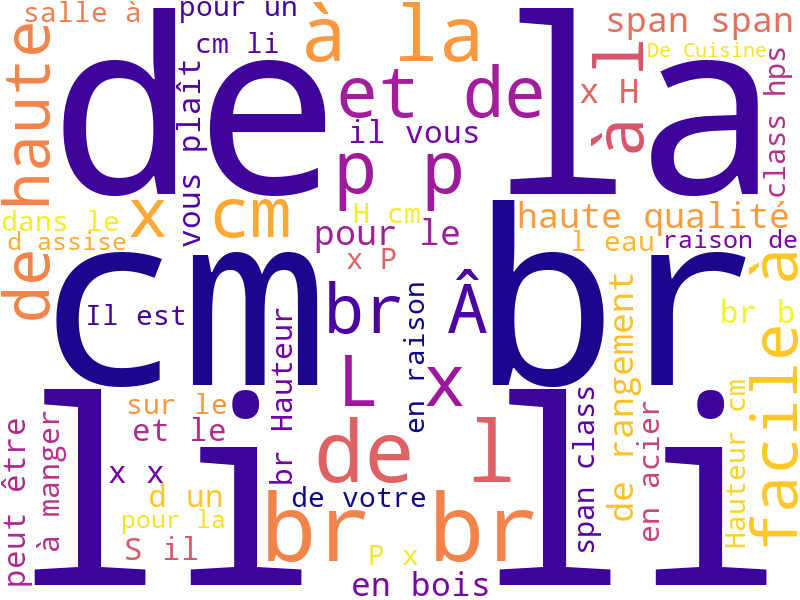 salle à
pour un
cm li
à la
span span
De Cuisine
de haute
de la
vous plaît
et de
x H
à l
class hps
il vous
p p
dans le
x cm
H cm
haute qualité
d assise
pour le
l eau
raison de
x P
cm br
Il est
br Â
en raison
br b
de rangement
facile à
br Hauteur
L x
li li
sur le
et le
peut être
à manger
de l
span class
en acier
Hauteur cm
x x
d un
br br
de votre
pour la
S il
P x
en bois